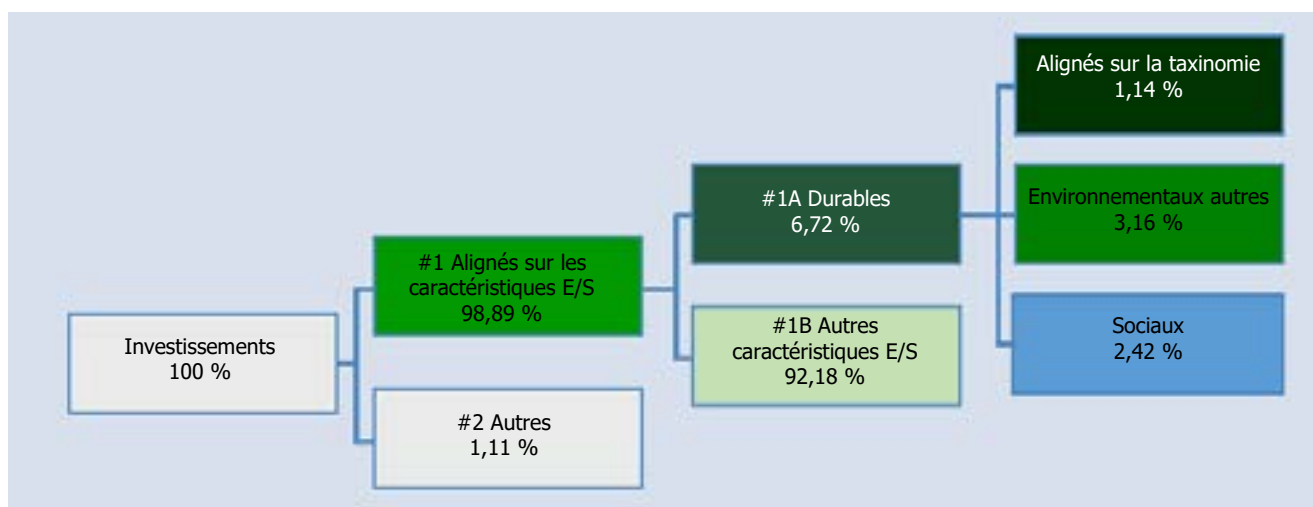 Investissements
100 %
#1 Alignés sur les
caractéristiques E/S
98,89 %
#2 Autres
1,11 %
#1A Durables
6,72 %
#1B Autres
caractéristiques E/S
92,18 %
Alignés sur la taxinomie
1,14 %
Environnementaux autres
3,16 %
Sociaux
2,42 %